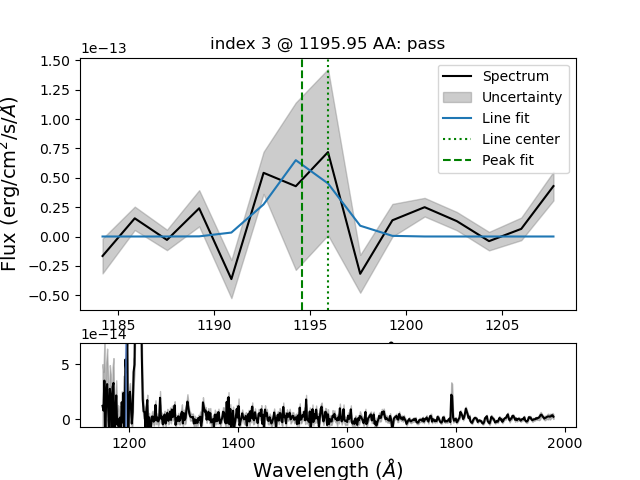 index 3 @ 1195.95 AA: pass
1e−13
1.50
1.25
1.00
0.75
0.50
0.25
0.00
−0.25
−0.50
Flux (erg/cm²/s/Å)
Spectrum
Uncertainty
Line fit
Line center
Peak fit
1185 1190 1195 1200 1205
1e−14
5
0
1200 1400 1600 1800 2000
Wavelength (Å)